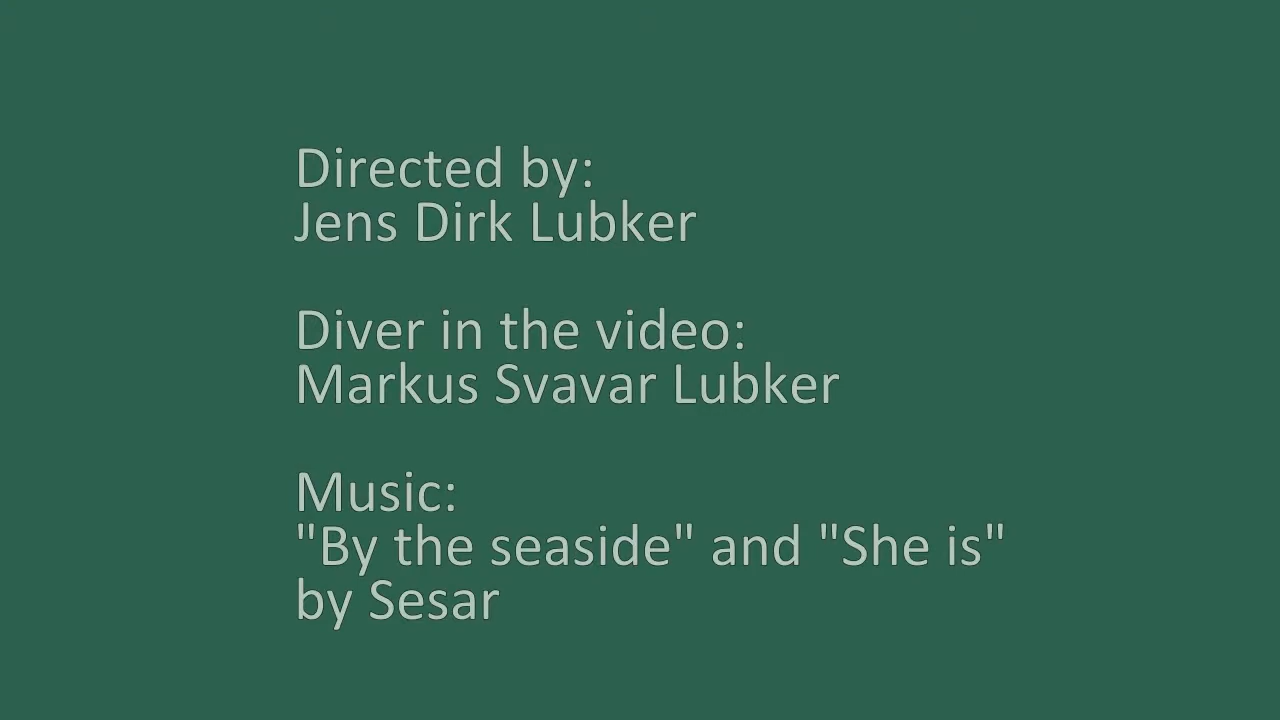 Directed by:
Jens Dirk Lubker
Diver in the video:
Markus Svavar Lubker
Music:
"By the seaside" and "She is"
by Sesar